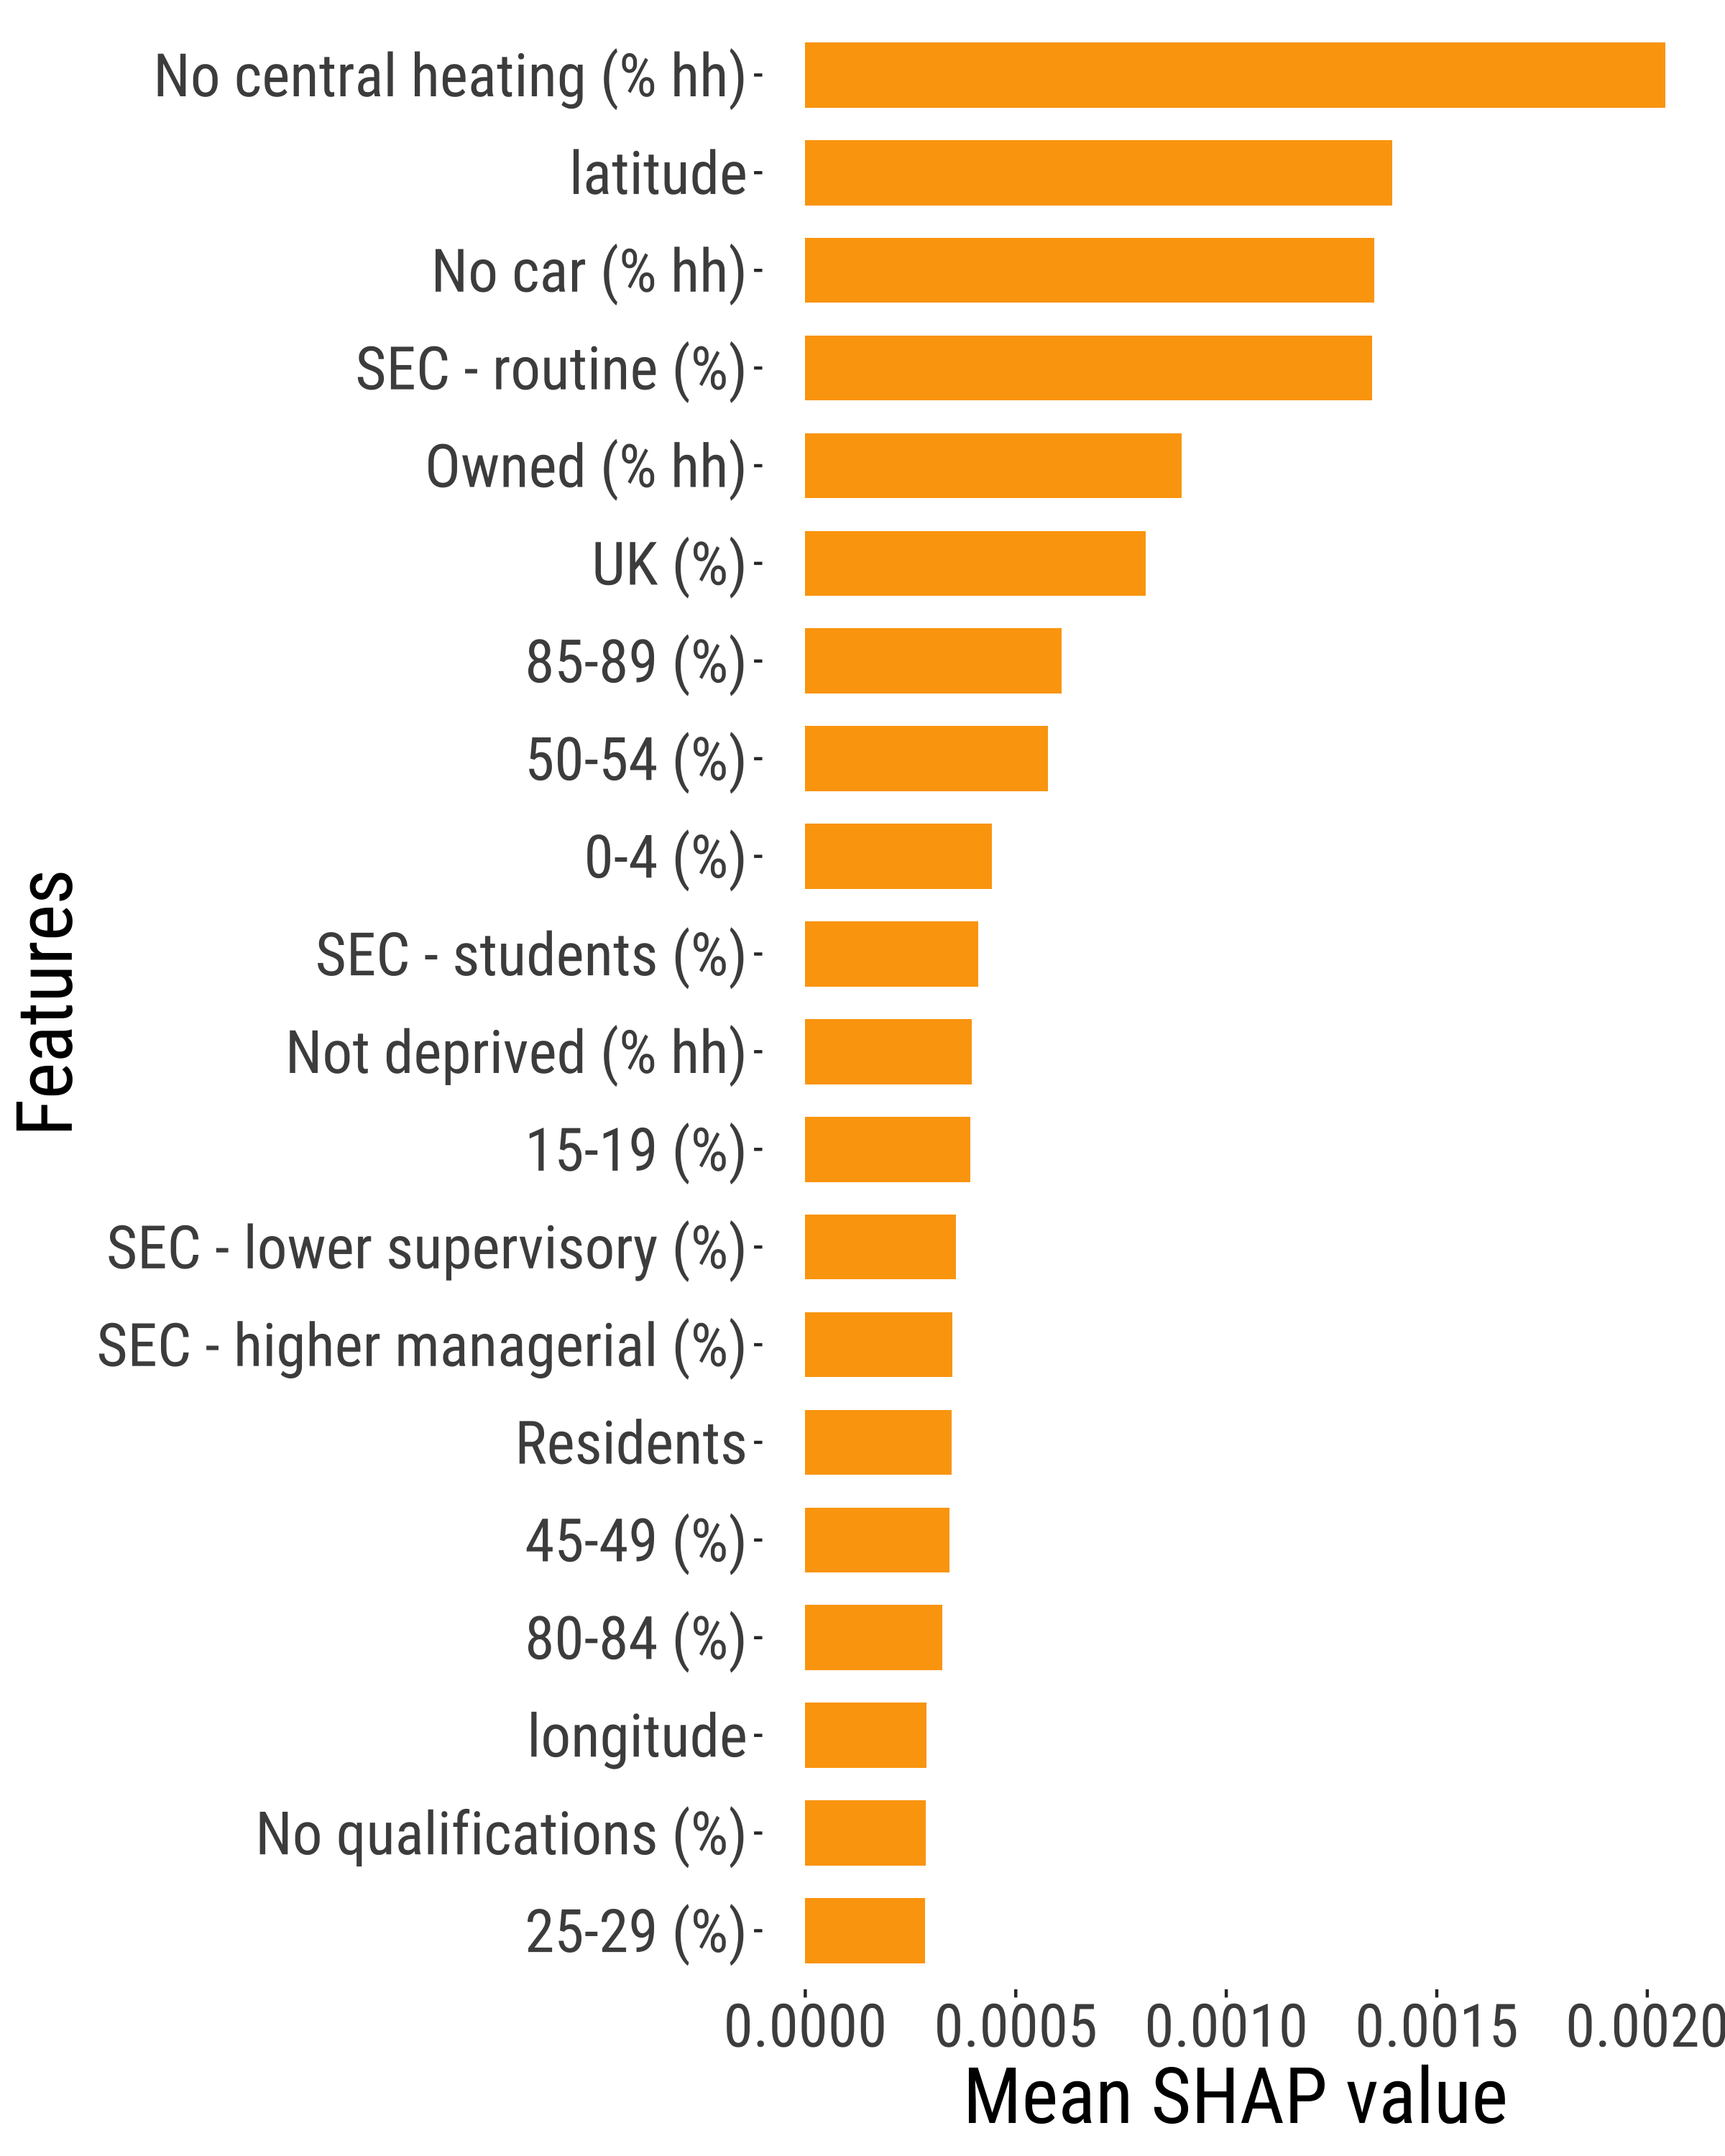 No central heating (% hh)
latitude
No car (% hh)
SEC - routine (%)
Owned (% hh)
UK (%)
85-89 (%)
50-54 (%)
0-4 (%)
SEC - students (%)
Not deprived (% hh)
15-19 (%)
SEC - lower supervisory (%)
SEC - higher managerial (%)
Residents
45-49 (%)
80-84 (%)
longitude
No qualifications (%)
25-29 (%)
Features
0.0000 0.0005 0.0010 0.0015 0.0020
Mean SHAP value